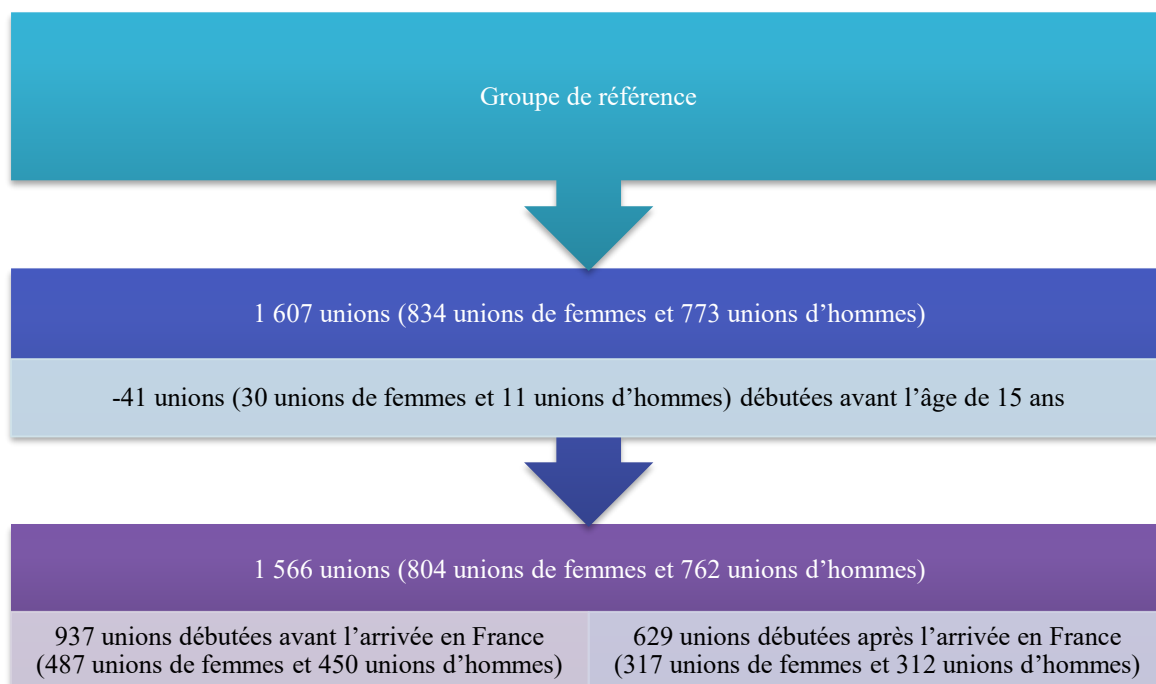 Groupe de référence
1 607 unions (834 unions de femmes et 773 unions d’hommes)
-41 unions (30 unions de femmes et 11 unions d’hommes) débutées avant l’âge de 15 ans
1 566 unions (804 unions de femmes et 762 unions d’hommes)
937 unions débutées avant l’arrivée en France
(487 unions de femmes et 450 unions d’hommes)
629 unions débutées après l’arrivée en France
(317 unions de femmes et 312 unions d’hommes)